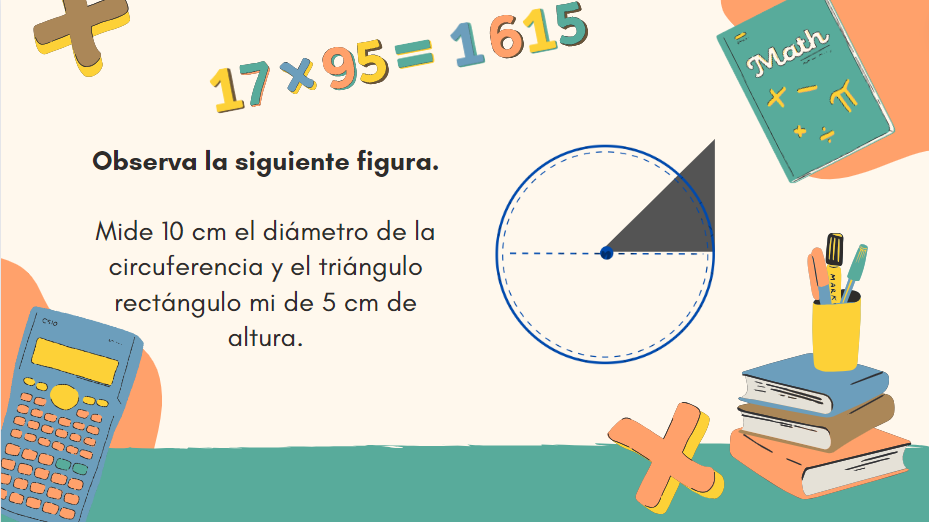 17×95= 1615
Math
× − π
+ ÷
Observa la siguiente figura.
Mide 10 cm el diámetro de la
circuferencia y el triángulo
rectángulo mi de 5 cm de
altura.